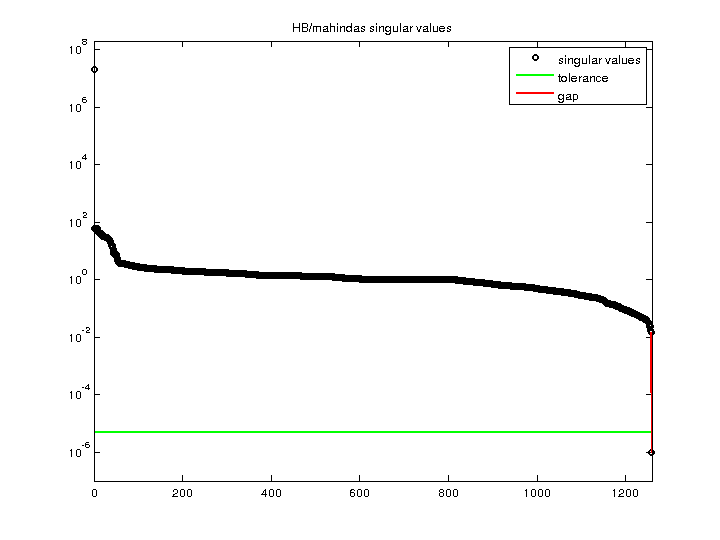 HB/mahindas singular values
10^8
10^6
10^4
10^2
10^0
10^-2
10^-4
10^-6
singular values
tolerance
gap
0 200 400 600 800 1000 1200